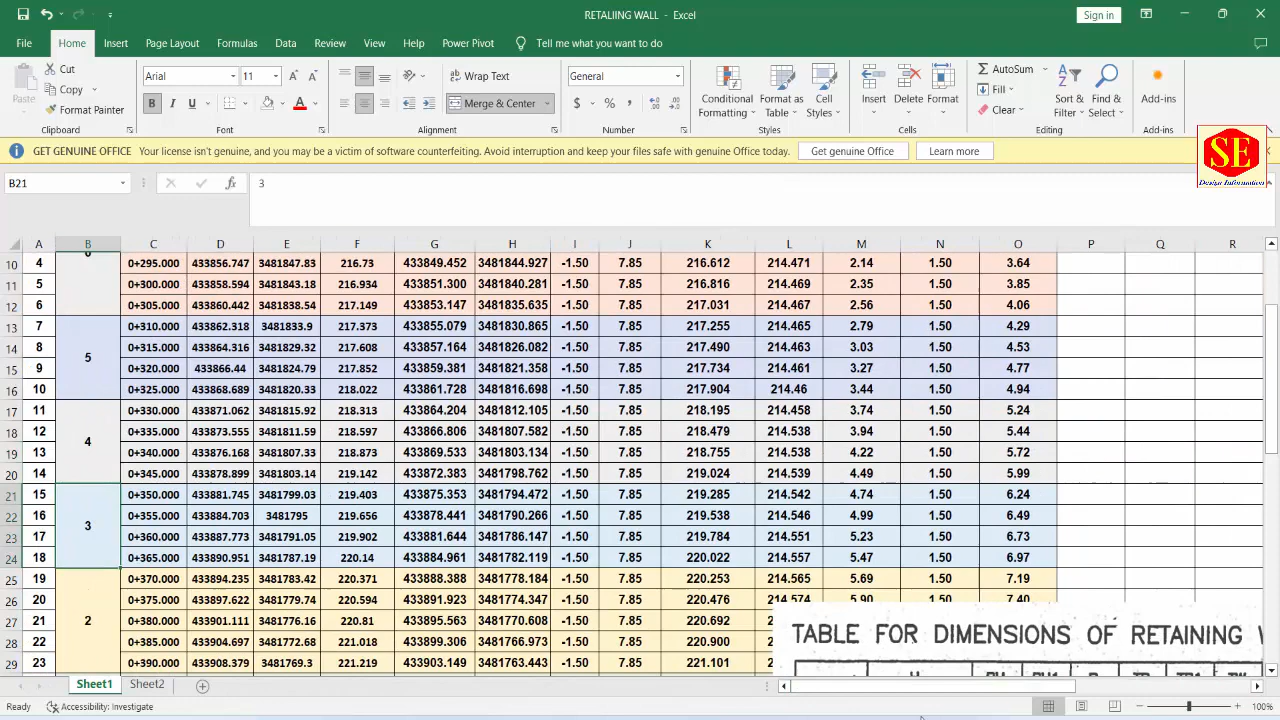 RETALIING WALL - Excel
Sign in
File Home Insert Page Layout Formulas Data Review View Help Power Pivot Tell me what you want to do
Cut
Copy
Format Painter
Paste
Clipboard
Arial 11
B I U
Font
Wrap Text
Merge & Center
Alignment
General
$ % ,
Number
Conditional Formatting
Format as Table
Cell Styles
Styles
Insert Delete Format
Cells
AutoSum
Fill
Clear
Sort & Filter
Find & Select
Editing
Add-ins
Add-ins
GET GENUINE OFFICE Your license isn't genuine, and you may be a victim of software counterfeiting. Avoid interruption and keep your files safe with genuine Office today. Get genuine Office Learn more
SE
Design Information
B21 fx 3
A B C D E F G H I J K L M N O P Q R
10 4 0+295.000 433856.747 3481847.83 216.73 433849.452 3481844.927 -1.50 7.85 216.612 214.471 2.14 1.50 3.64
11 5 0+300.000 433858.594 3481843.18 216.934 433851.300 3481840.281 -1.50 7.85 216.816 214.469 2.35 1.50 3.85
12 6 0+305.000 433860.442 3481838.54 217.149 433853.147 3481835.635 -1.50 7.85 217.031 214.467 2.56 1.50 4.06
13 7 0+310.000 433862.318 3481833.9 217.373 433855.079 3481830.865 -1.50 7.85 217.255 214.465 2.79 1.50 4.29
14 8 0+315.000 433864.316 3481829.32 217.608 433857.164 3481826.082 -1.50 7.85 217.490 214.463 3.03 1.50 4.53
5
15 9 0+320.000 433866.44 3481824.79 217.852 433859.381 3481821.358 -1.50 7.85 217.734 214.461 3.27 1.50 4.77
16 10 0+325.000 433868.689 3481820.33 218.022 433861.728 3481816.698 -1.50 7.85 217.904 214.46 3.44 1.50 4.94
17 11 0+330.000 433871.062 3481815.92 218.313 433864.204 3481812.105 -1.50 7.85 218.195 214.458 3.74 1.50 5.24
18 12 0+335.000 433873.555 3481811.59 218.597 433866.806 3481807.582 -1.50 7.85 218.479 214.538 3.94 1.50 5.44
4
19 13 0+340.000 433876.168 3481807.33 218.873 433869.533 3481803.134 -1.50 7.85 218.755 214.538 4.22 1.50 5.72
20 14 0+345.000 433878.899 3481803.14 219.142 433872.383 3481798.762 -1.50 7.85 219.024 214.539 4.49 1.50 5.99
21 15 0+350.000 433881.745 3481799.03 219.403 433875.353 3481794.472 -1.50 7.85 219.285 214.542 4.74 1.50 6.24
22 16 0+355.000 433884.703 3481795 219.656 433878.441 3481790.266 -1.50 7.85 219.538 214.546 4.99 1.50 6.49
3
23 17 0+360.000 433887.773 3481791.05 219.902 433881.644 3481786.147 -1.50 7.85 219.784 214.551 5.23 1.50 6.73
24 18 0+365.000 433890.951 3481787.19 220.14 433884.961 3481782.119 -1.50 7.85 220.022 214.557 5.47 1.50 6.97
25 19 0+370.000 433894.235 3481783.42 220.371 433888.388 3481778.184 -1.50 7.85 220.253 214.565 5.69 1.50 7.19
26 20 0+375.000 433897.622 3481779.74 220.594 433891.923 3481774.347 -1.50 7.85 220.476 214.574 5.90 1.50 7.40
27 21 2 0+380.000 433901.111 3481776.16 220.81 433895.563 3481770.608 -1.50 7.85 220.692
28 22 0+385.000 433904.697 3481772.68 221.018 433899.306 3481766.973 -1.50 7.85 220.900
29 23 0+390.000 433908.379 3481769.3 221.219 433903.149 3481763.443 -1.50 7.85 221.101
TABLE FOR DIMENSIONS OF RETAINING
Sheet1 Sheet2
Ready Accessibility: Investigate 100%